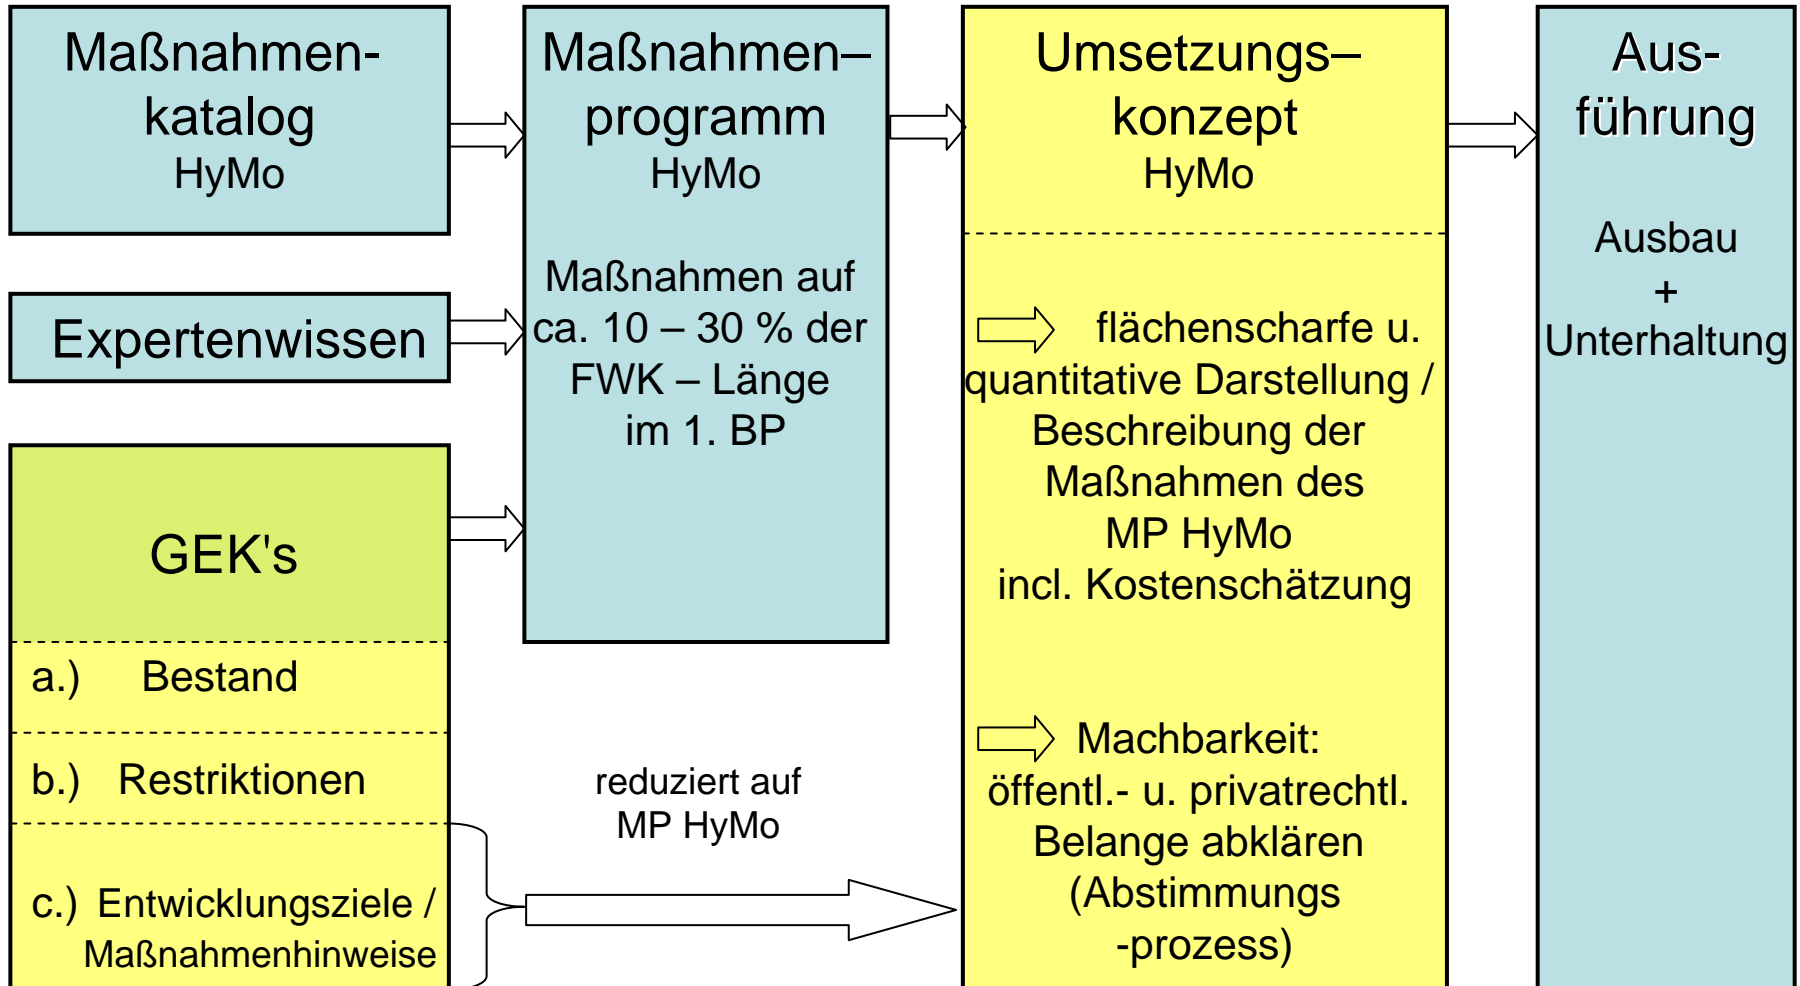 Maßnahmen-
katalog
HyMo
Expertenwissen
GEK's
a.) Bestand
b.) Restriktionen
c.) Entwicklungsziele /
Maßnahmenhinweise
Maßnahmen–
programm
HyMo
Maßnahmen auf
ca. 10 – 30 % der
FWK – Länge
im 1. BP
reduziert auf
MP HyMo
Umsetzungs–
konzept
HyMo
flächenscharfe u.
quantitative Darstellung /
Beschreibung der
Maßnahmen des
MP HyMo
incl. Kostenschätzung
Machbarkeit:
öffentl.- u. privatrechtl.
Belange abklären
(Abstimmungs
-prozess)
Aus-
führung
Ausbau
+
Unterhaltung